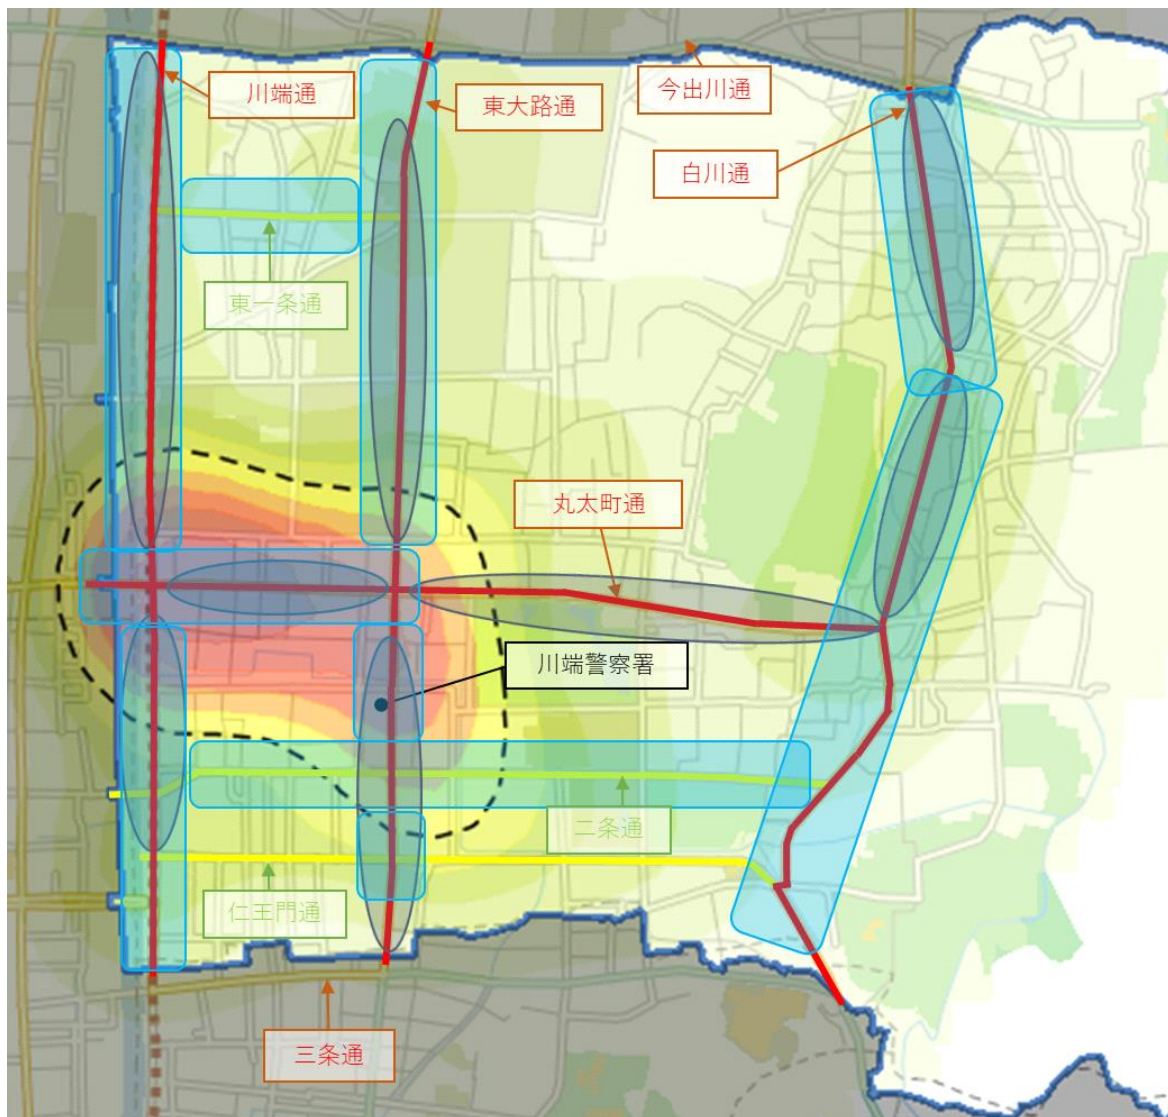 川端通
東大路通
今出川通
白川通
東一条通
丸太町通
川端警察署
二条通
仁王門通
三条通